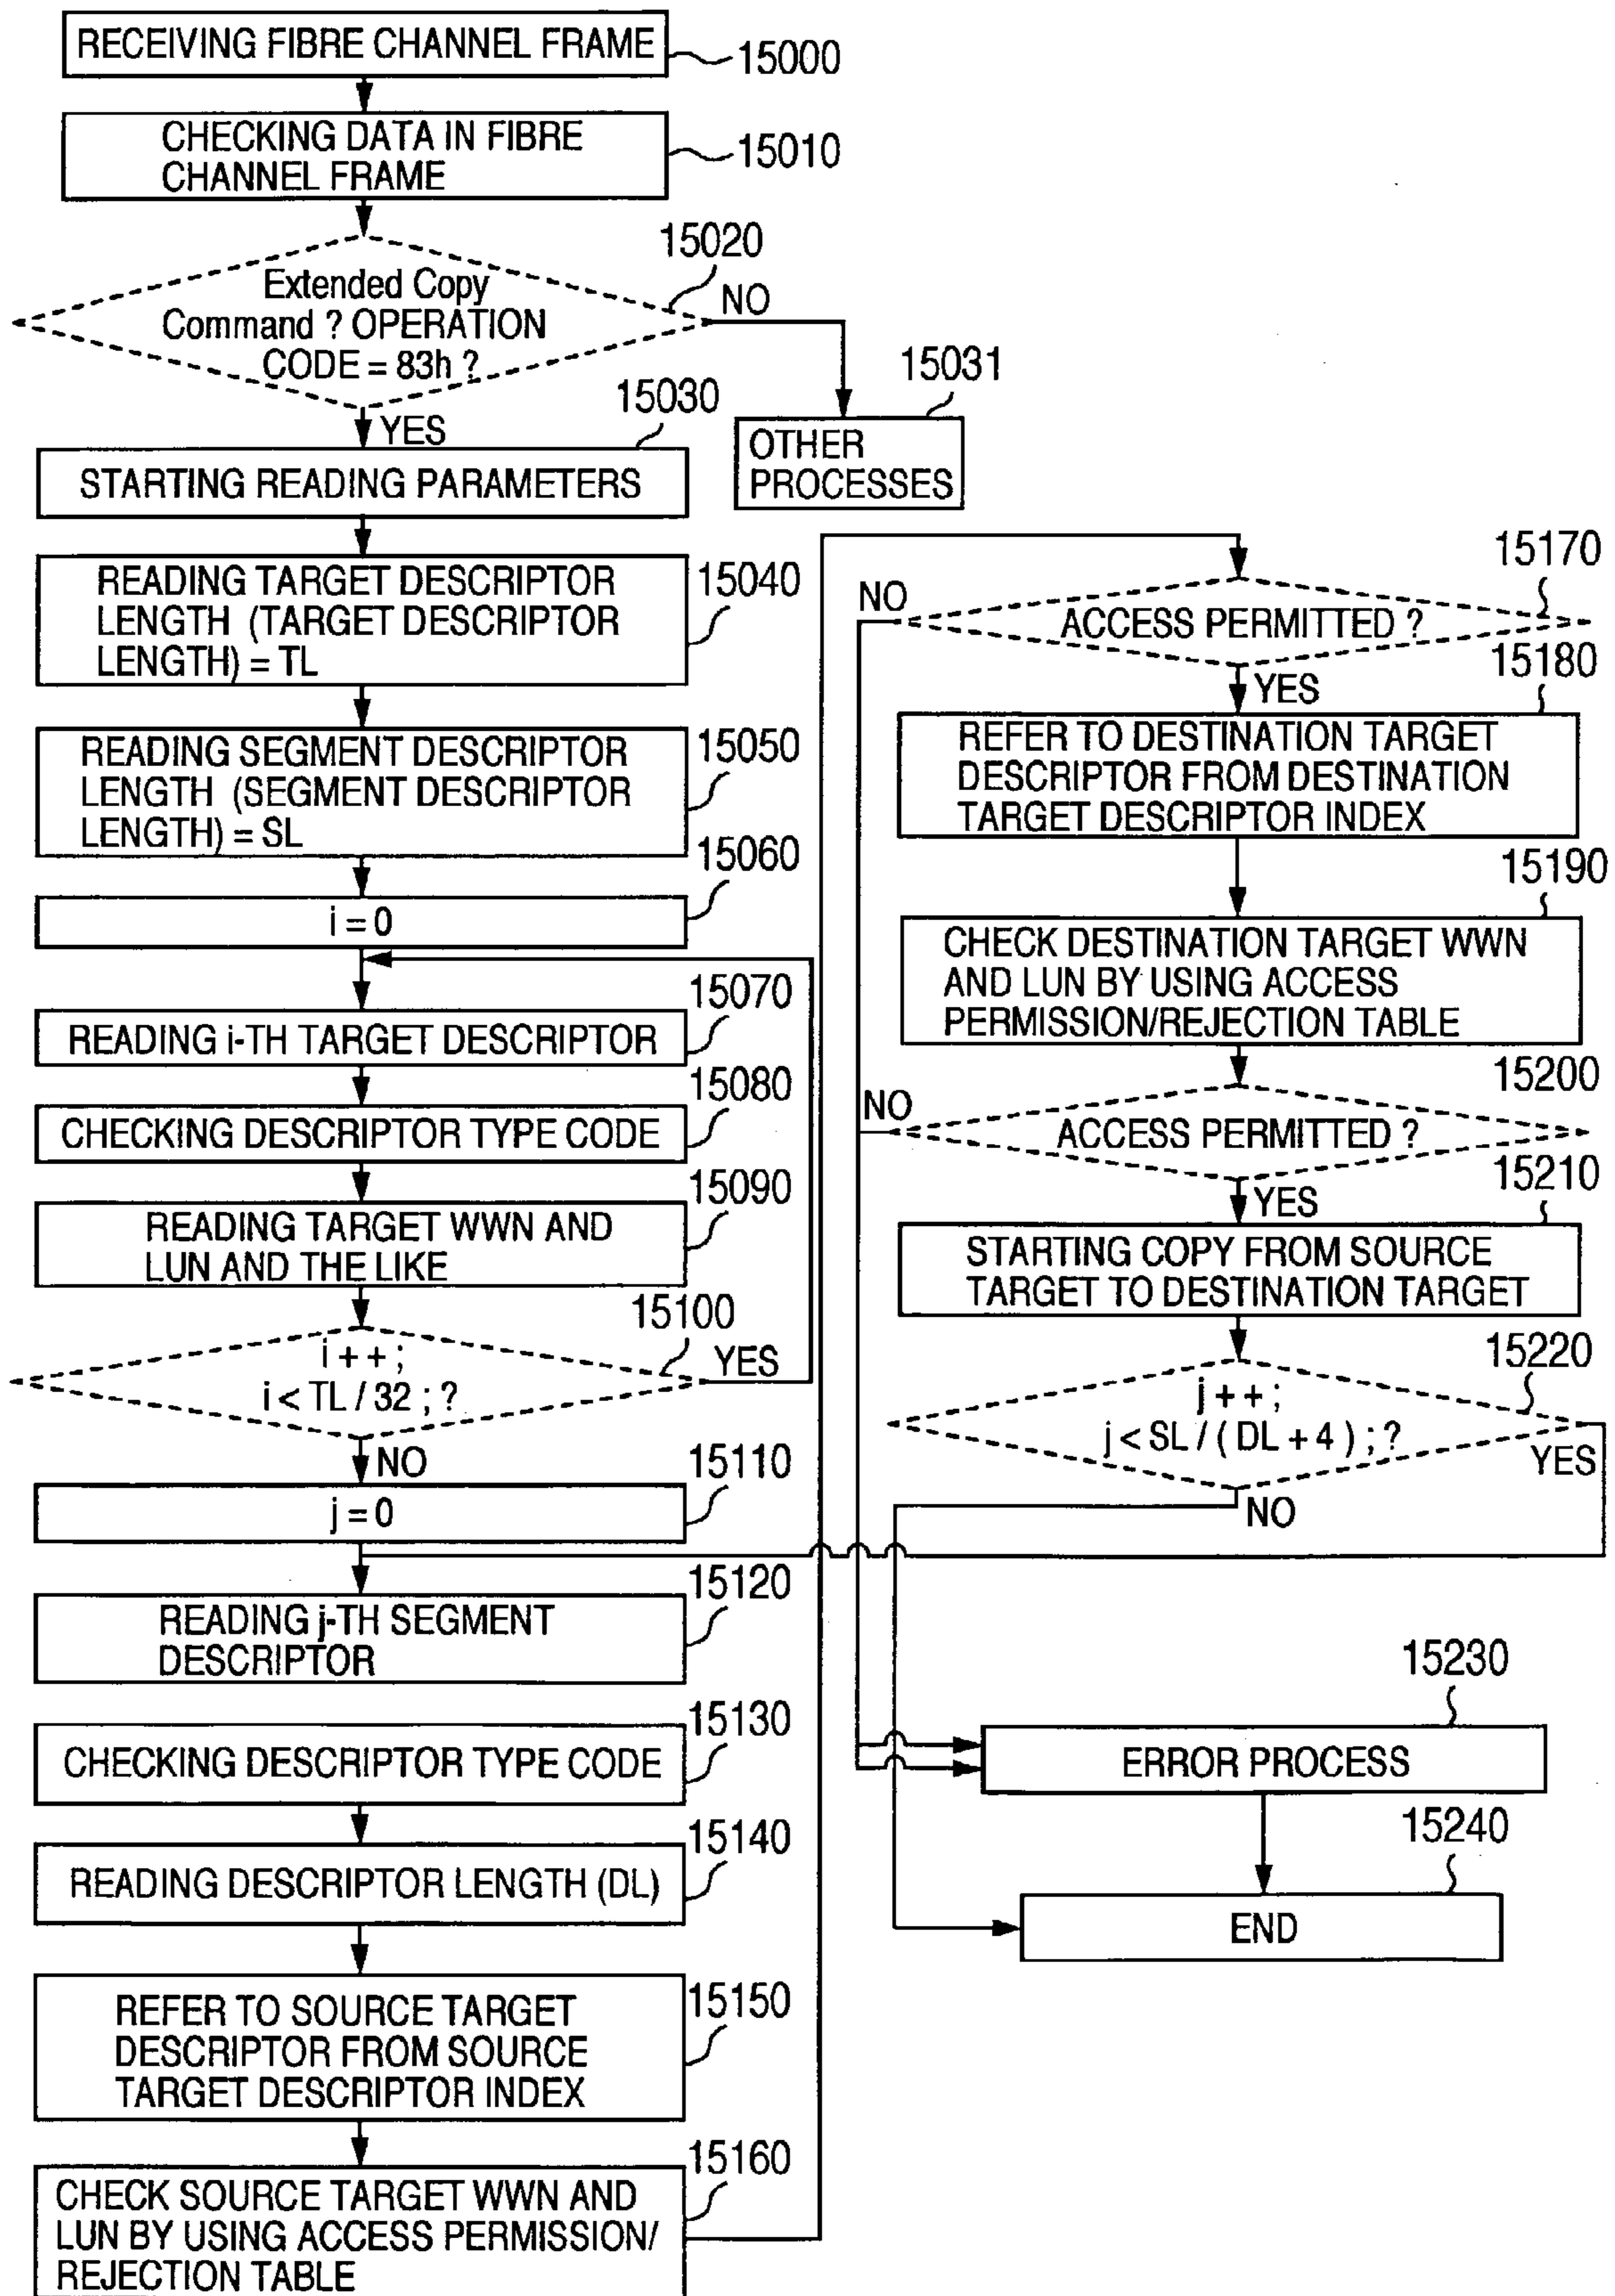 RECEIVING FIBRE CHANNEL FRAME
15000
CHECKING DATA IN FIBRE
CHANNEL FRAME
15010
15020
Extended Copy
Command ? OPERATION
CODE = 83h ?
NO
YES
15031
OTHER
PROCESSES
15030
STARTING READING PARAMETERS
15040
READING TARGET DESCRIPTOR
LENGTH (TARGET DESCRIPTOR
LENGTH) = TL
15050
READING SEGMENT DESCRIPTOR
LENGTH (SEGMENT DESCRIPTOR
LENGTH) = SL
15060
i = 0
15070
READING i-TH TARGET DESCRIPTOR
15080
CHECKING DESCRIPTOR TYPE CODE
15090
READING TARGET WWN AND
LUN AND THE LIKE
15100
i + + ;
i < TL / 32 ; ?
YES
NO
15110
j = 0
15120
READING j-TH SEGMENT
DESCRIPTOR
15130
CHECKING DESCRIPTOR TYPE CODE
15140
READING DESCRIPTOR LENGTH (DL)
15150
REFER TO SOURCE TARGET
DESCRIPTOR FROM SOURCE
TARGET DESCRIPTOR INDEX
15160
CHECK SOURCE TARGET WWN AND
LUN BY USING ACCESS PERMISSION/
REJECTION TABLE
15170
NO
ACCESS PERMITTED ?
YES
15180
REFER TO DESTINATION TARGET
DESCRIPTOR FROM DESTINATION
TARGET DESCRIPTOR INDEX
15190
CHECK DESTINATION TARGET WWN
AND LUN BY USING ACCESS
PERMISSION/REJECTION TABLE
15200
NO
ACCESS PERMITTED ?
YES
15210
STARTING COPY FROM SOURCE
TARGET TO DESTINATION TARGET
15220
j + + ;
j < SL / ( DL + 4 ) ; ?
YES
NO
15230
ERROR PROCESS
15240
END